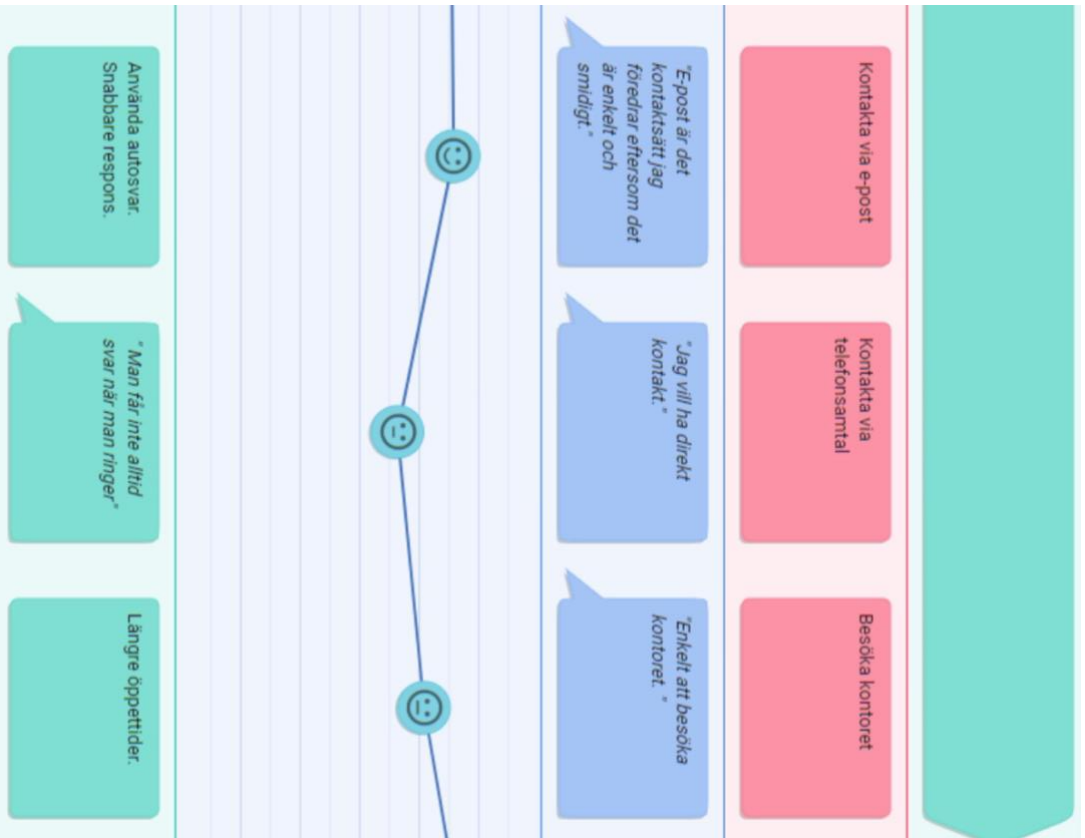 Kontakta via e-post
Kontakta via
telefonsamtal
Besöka kontoret
"E-post är det
kontaktsätt jag
föredrar eftersom det
är enkelt och
smidigt."
"Jag vill ha direkt
kontakt."
"Enkelt att besöka
kontoret. "
Använda autosvar.
Snabbare respons.
" Man får inte alltid
svar när man ringer"
Längre öppettider.